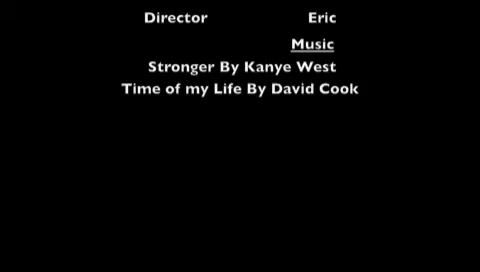 Director Eric
Music
Stronger By Kanye West
Time of my Life By David Cook